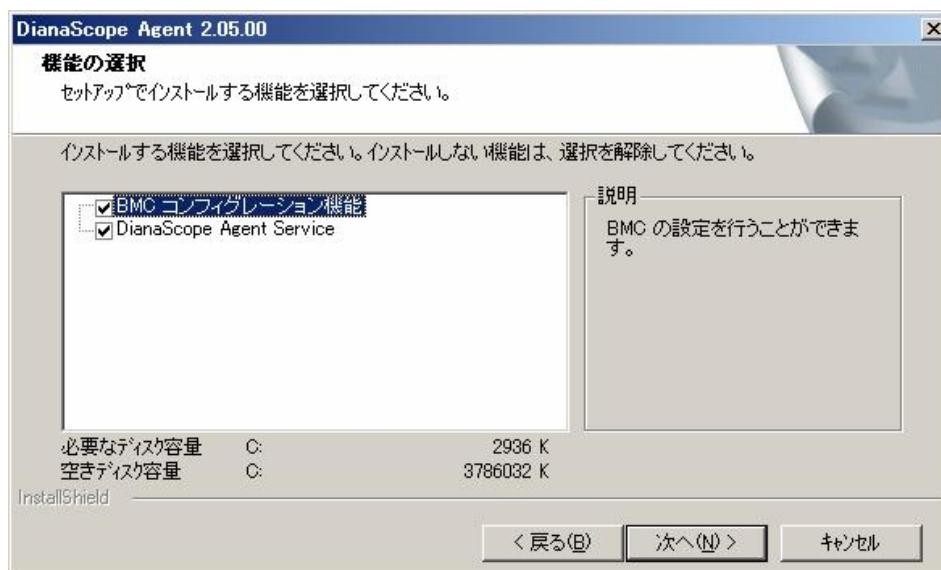 DianaScope Agent 2.05.00
機能の選択
セットアップでインストールする機能を選択してください。
インストールする機能を選択してください。インストールしない機能は、選択を解除してください。
BMC コンフィグレーション機能
DianaScope Agent Service
説明
BMC の設定を行うことができま
す。
必要なディスク容量 C: 2936 K
空きディスク容量 C: 3786032 K
InstallShield
< 戻る(B) 次へ(N) > キャンセル